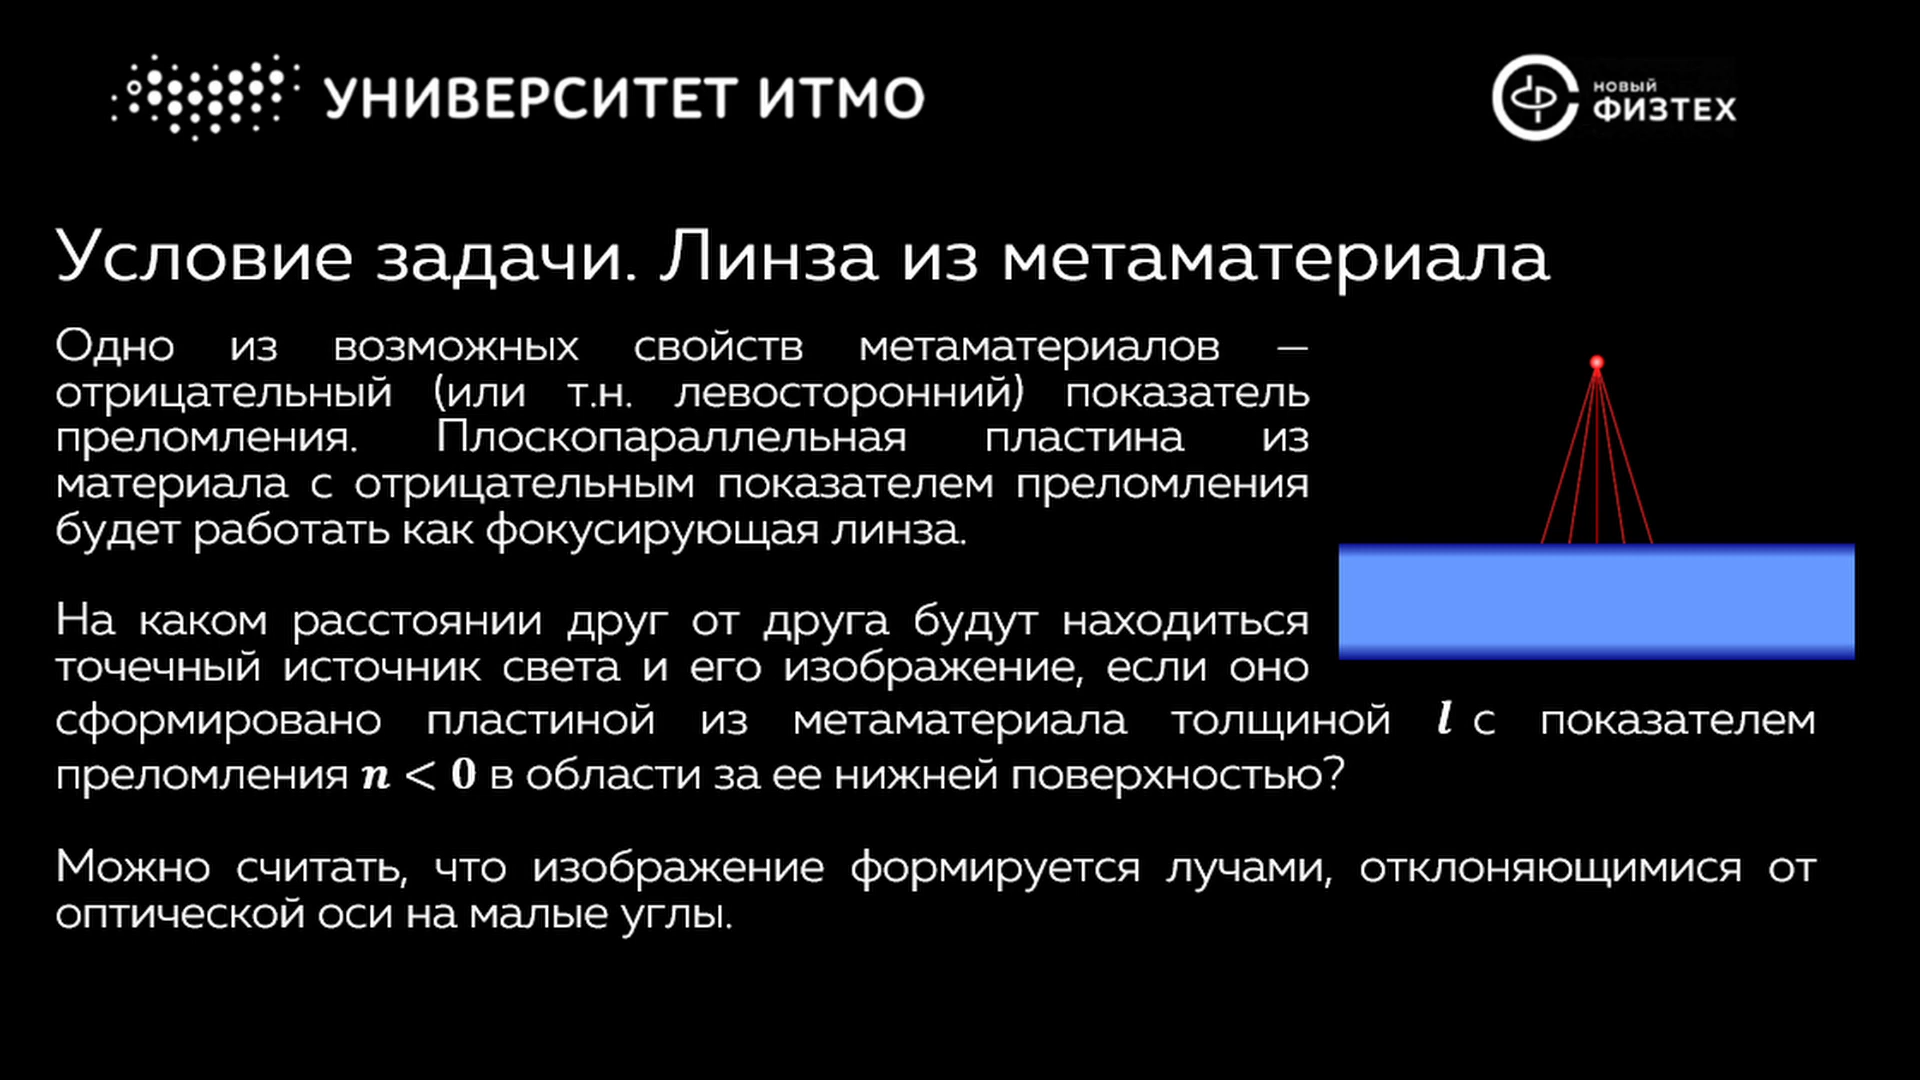 УНИВЕРСИТЕТ ИТМО
НОВЫЙ
ФИЗТЕХ
Условие задачи. Линза из метаматериала
Одно из возможных свойств метаматериалов —
отрицательный (или т.н. левосторонний) показатель
преломления. Плоскопараллельная пластина из
материала с отрицательным показателем преломления
будет работать как фокусирующая линза.
На каком расстоянии друг от друга будут находиться
точечный источник света и его изображение, если оно
сформировано пластиной из метаматериала толщиной l с показателем
преломления n < 0 в области за ее нижней поверхностью?
Можно считать, что изображение формируется лучами, отклоняющимися от
оптической оси на малые углы.